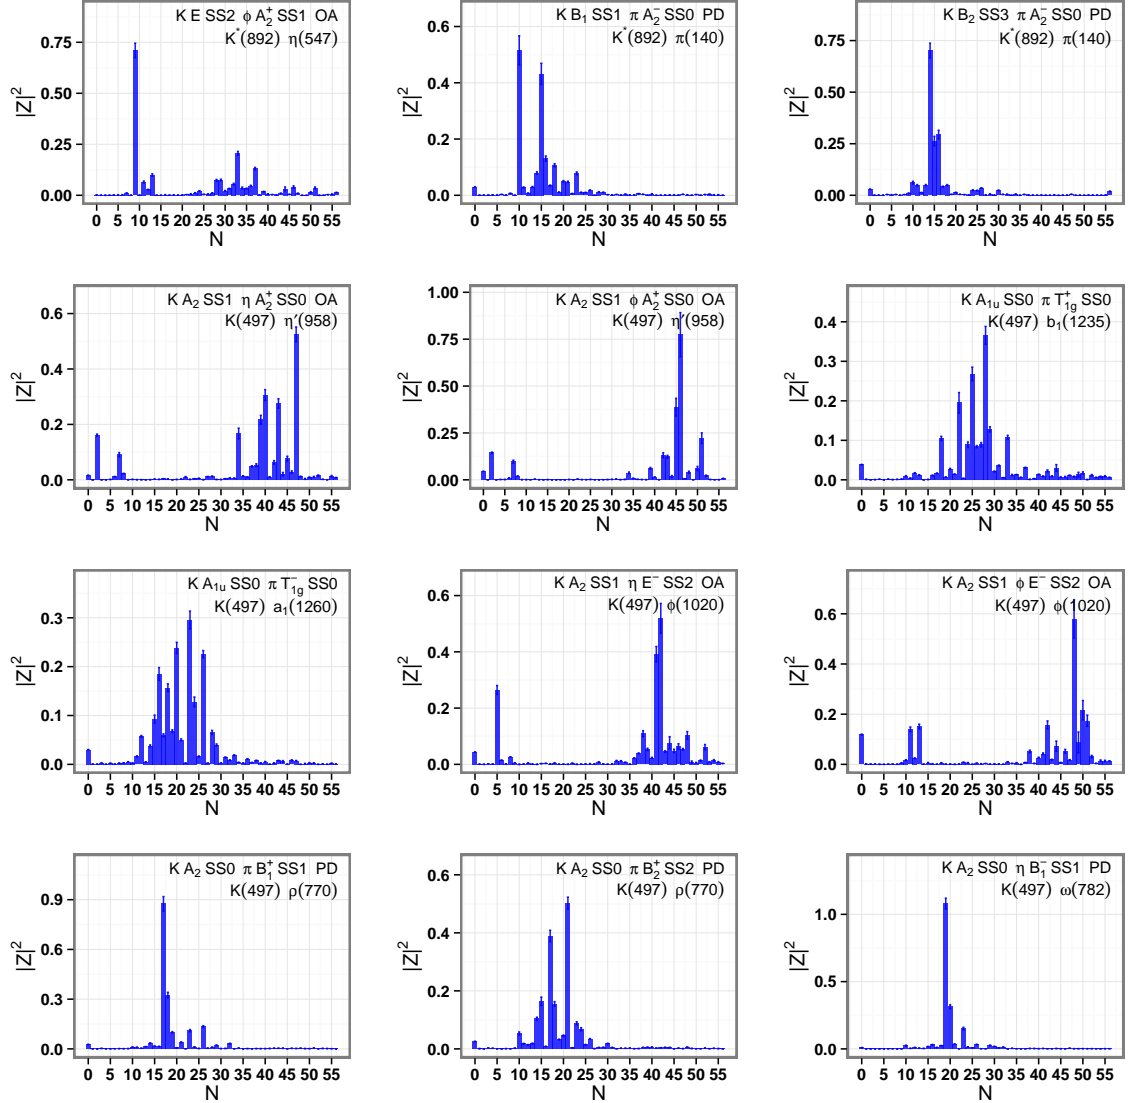 K E SS2 ϕ A₂⁺ SS1 OA
K*(892) η(547)
|Z|²
0.75
0.50
0.25
0.00
0 5 10 15 20 25 30 35 40 45 50 55
N
K B₁ SS1 π A₂⁻ SS0 PD
K*(892) π(140)
|Z|²
0.6
0.4
0.2
0.0
0 5 10 15 20 25 30 35 40 45 50 55
N
K B₂ SS3 π A₂⁻ SS0 PD
K*(892) π(140)
|Z|²
0.75
0.50
0.25
0.00
0 5 10 15 20 25 30 35 40 45 50 55
N
K A₂ SS1 η A₂⁺ SS0 OA
K(497) η′(958)
|Z|²
0.6
0.4
0.2
0.0
0 5 10 15 20 25 30 35 40 45 50 55
N
K A₂ SS1 ϕ A₂⁺ SS0 OA
K(497) η′(958)
|Z|²
1.00
0.75
0.50
0.25
0.00
0 5 10 15 20 25 30 35 40 45 50 55
N
K A₁ᵤ SS0 π T₁g⁺ SS0
K(497) b₁(1235)
|Z|²
0.4
0.3
0.2
0.1
0.0
0 5 10 15 20 25 30 35 40 45 50 55
N
K A₁ᵤ SS0 π T₁g⁻ SS0
K(497) a₁(1260)
|Z|²
0.3
0.2
0.1
0.0
0 5 10 15 20 25 30 35 40 45 50 55
N
K A₂ SS1 η E⁻ SS2 OA
K(497) ϕ(1020)
|Z|²
0.6
0.4
0.2
0.0
0 5 10 15 20 25 30 35 40 45 50 55
N
K A₂ SS1 ϕ E⁻ SS2 OA
K(497) ϕ(1020)
|Z|²
0.6
0.4
0.2
0.0
0 5 10 15 20 25 30 35 40 45 50 55
N
K A₂ SS0 π B₁⁺ SS1 PD
K(497) ρ(770)
|Z|²
0.9
0.6
0.3
0.0
0 5 10 15 20 25 30 35 40 45 50 55
N
K A₂ SS0 π B₂⁺ SS2 PD
K(497) ρ(770)
|Z|²
0.6
0.4
0.2
0.0
0 5 10 15 20 25 30 35 40 45 50 55
N
K A₂ SS0 η B₁⁻ SS1 PD
K(497) ω(782)
|Z|²
1.0
0.5
0.0
0 5 10 15 20 25 30 35 40 45 50 55
N